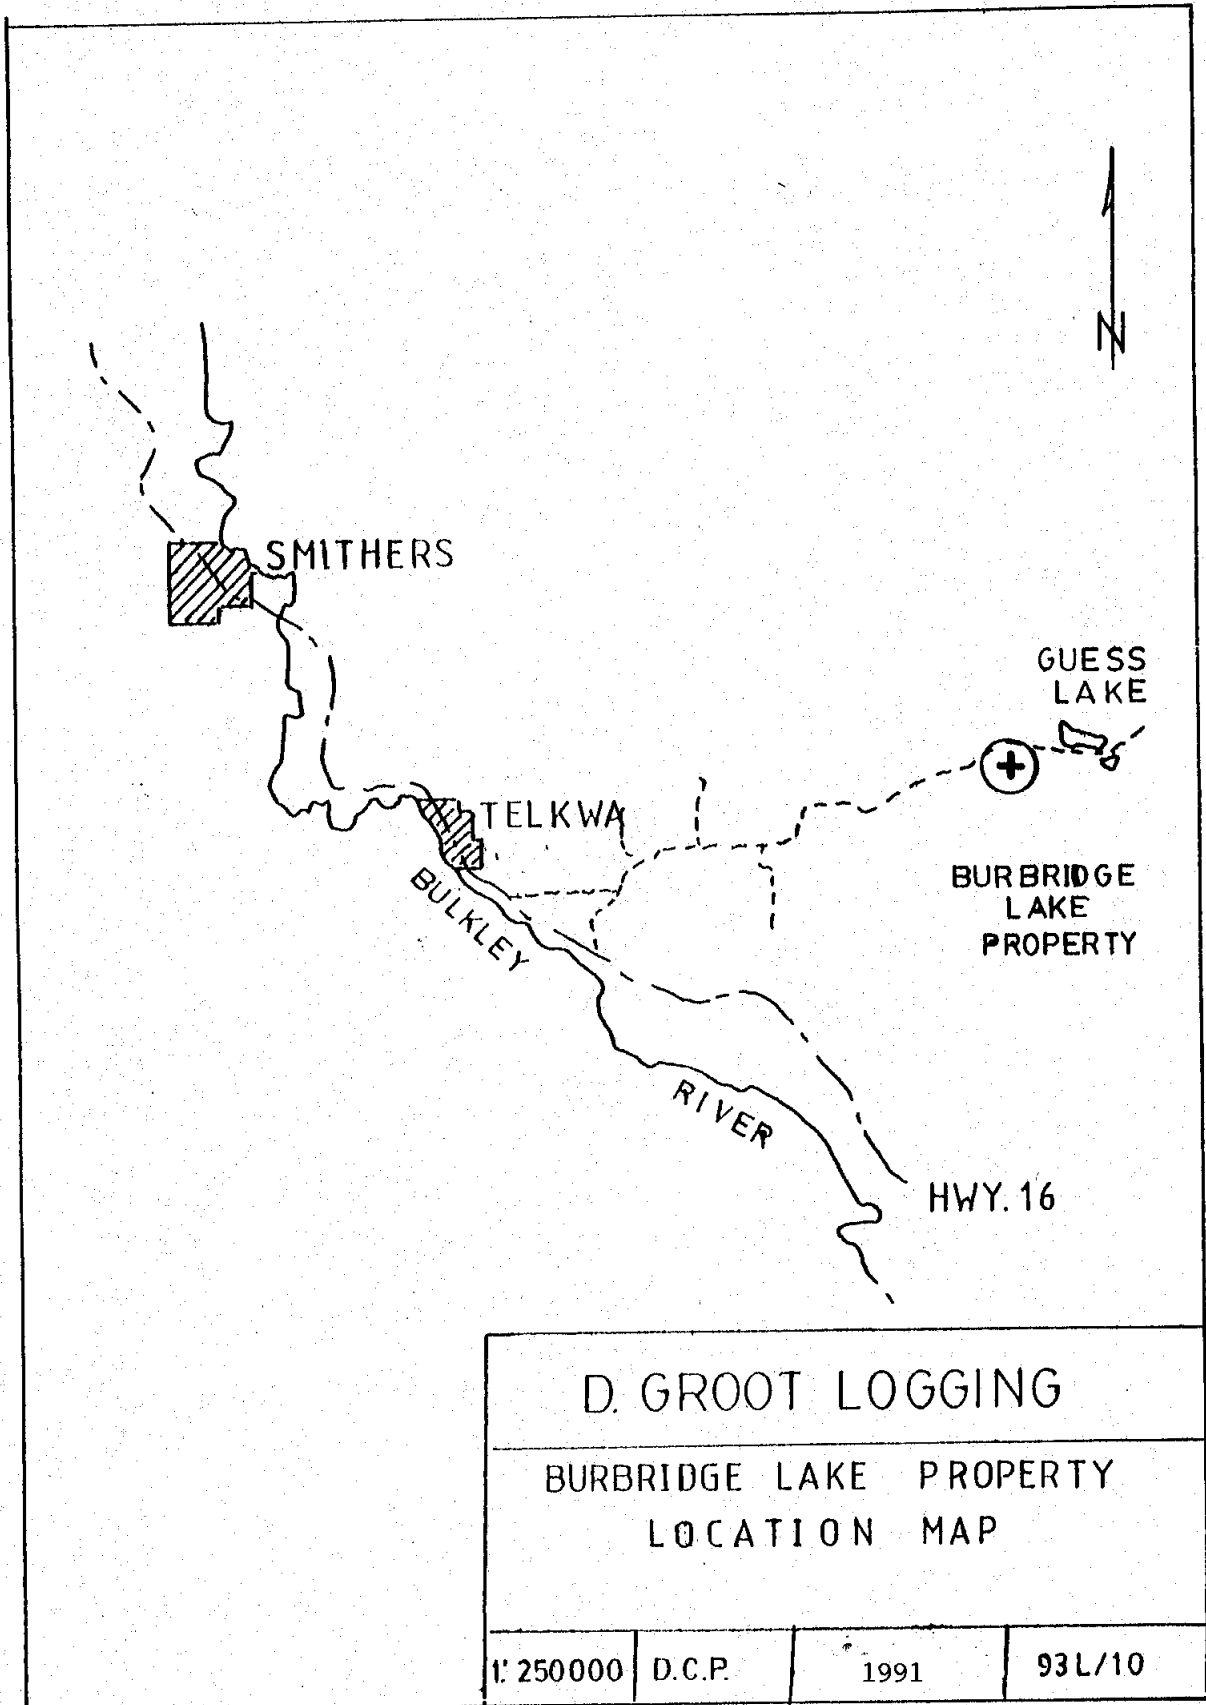 N
SMITHERS
GUESS
LAKE
TELKWA
BURBRIDGE
LAKE
PROPERTY
BULKLEY
RIVER
HWY. 16
D. GROOT LOGGING
BURBRIDGE LAKE PROPERTY
LOCATION MAP
1:250000 D.C.P. 1991 93L/10